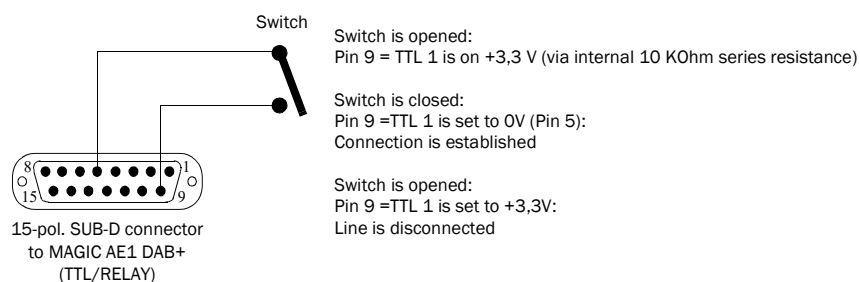 Switch
Switch is opened:
Pin 9 = TTL 1 is on +3,3 V (via internal 10 KOhm series resistance)
Switch is closed:
Pin 9 =TTL 1 is set to 0V (Pin 5):
Connection is established
Switch is opened:
Pin 9 =TTL 1 is set to +3,3V:
Line is disconnected
8
1
15
9
15-pol. SUB-D connector
to MAGIC AE1 DAB+
(TTL/RELAY)